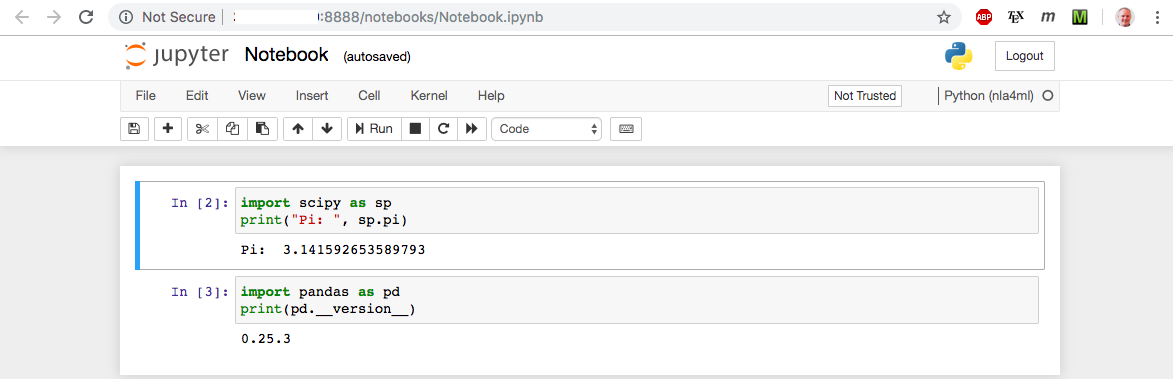 Not Secure | :8888/notebooks/Notebook.ipynb ABP TEX m M
jupyter Notebook (autosaved) Logout
File Edit View Insert Cell Kernel Help Not Trusted Python (nla4ml)
Run Code
In [2]: import scipy as sp
print("Pi: ", sp.pi)
Pi:  3.141592653589793
In [3]: import pandas as pd
print(pd.__version__)
0.25.3